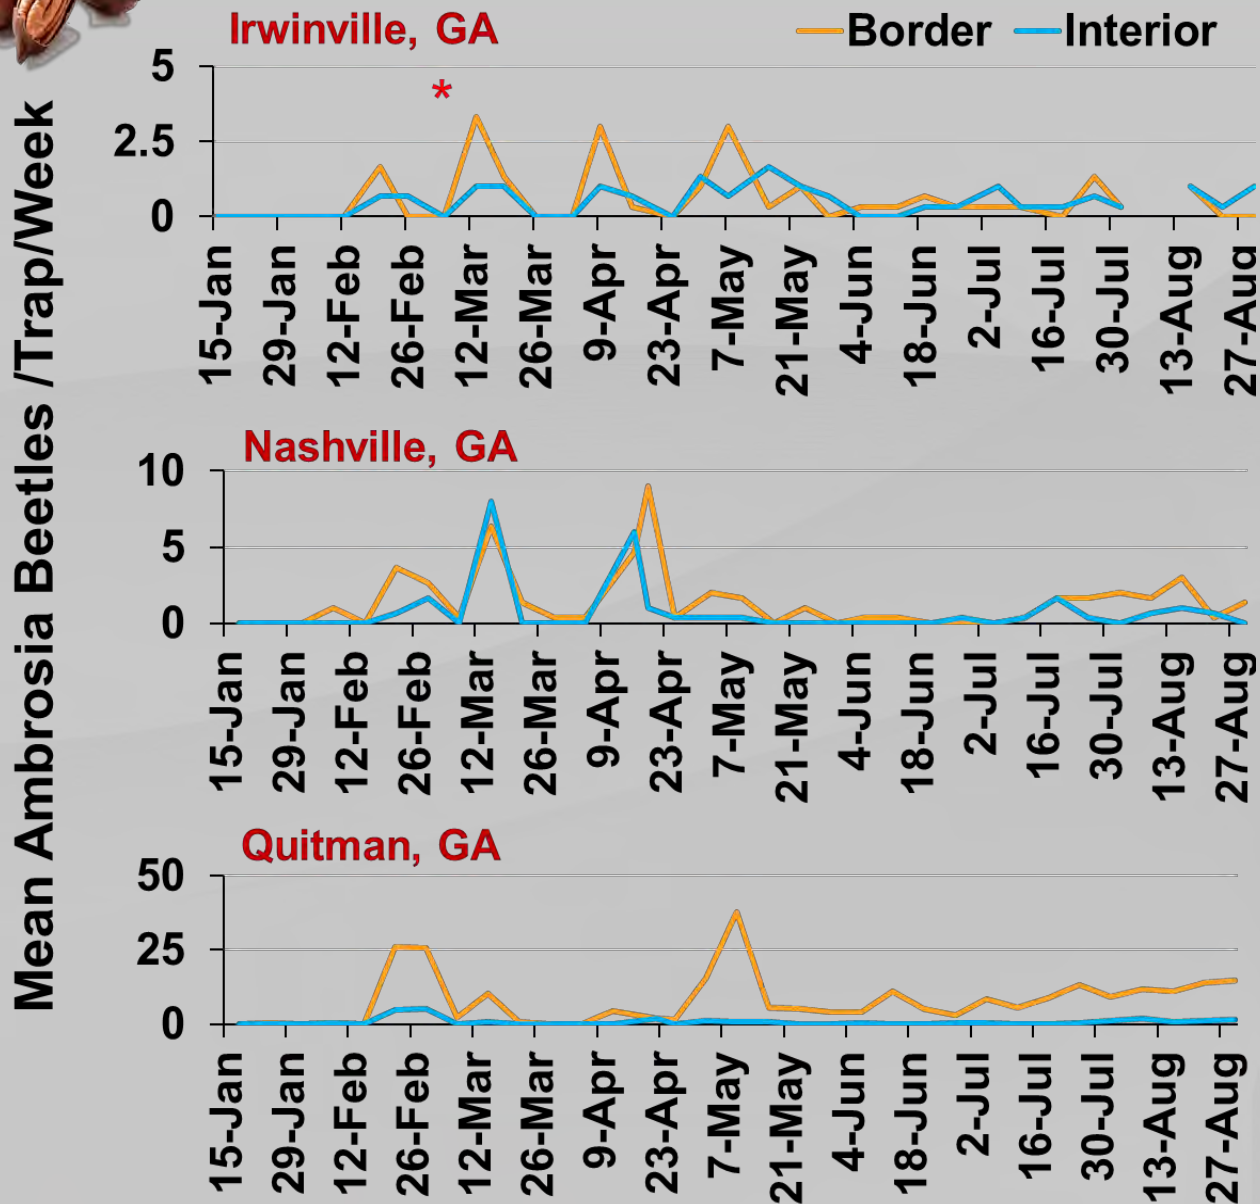 Irwinville, GA
Border Interior
Mean Ambrosia Beetles /Trap/Week
5
*
2.5
0
15-Jan 29-Jan 12-Feb 26-Feb 12-Mar 26-Mar 9-Apr 23-Apr 7-May 21-May 4-Jun 18-Jun 2-Jul 16-Jul 30-Jul 13-Aug 27-Aug
Nashville, GA
10
5
0
15-Jan 29-Jan 12-Feb 26-Feb 12-Mar 26-Mar 9-Apr 23-Apr 7-May 21-May 4-Jun 18-Jun 2-Jul 16-Jul 30-Jul 13-Aug 27-Aug
Quitman, GA
50
25
0
15-Jan 29-Jan 12-Feb 26-Feb 12-Mar 26-Mar 9-Apr 23-Apr 7-May 21-May 4-Jun 18-Jun 2-Jul 16-Jul 30-Jul 13-Aug 27-Aug